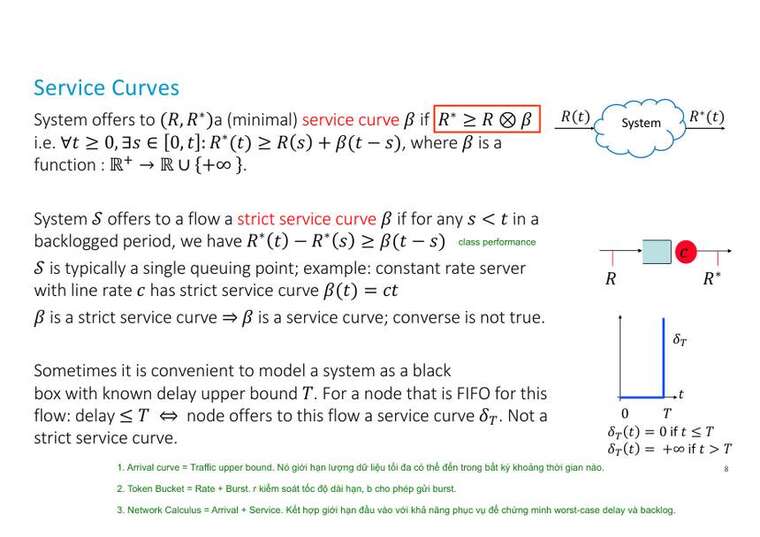 Service Curves
System offers to (𝑅, 𝑅*)a (minimal) service curve 𝛽 if 𝑅* ≥ 𝑅 ⊗ 𝛽
i.e. ∀𝑡 ≥ 0, ∃𝑠 ∈ [0, 𝑡]: 𝑅*(𝑡) ≥ 𝑅(𝑠) + 𝛽(𝑡 − 𝑠), where 𝛽 is a
function : ℝ⁺ → ℝ ∪ {+∞ }.
𝑅(𝑡)
System
𝑅*(𝑡)
System 𝒮 offers to a flow a strict service curve 𝛽 if for any 𝑠 < 𝑡 in a
backlogged period, we have 𝑅*(𝑡) − 𝑅*(𝑠) ≥ 𝛽(𝑡 − 𝑠) class performance
𝒮 is typically a single queuing point; example: constant rate server
with line rate 𝑐 has strict service curve 𝛽(𝑡) = 𝑐𝑡
𝛽 is a strict service curve ⇒ 𝛽 is a service curve; converse is not true.
𝑐
𝑅
𝑅*
Sometimes it is convenient to model a system as a black
box with known delay upper bound 𝑇. For a node that is FIFO for this
flow: delay ≤ 𝑇 ⇔ node offers to this flow a service curve 𝛿_𝑇. Not a
strict service curve.
𝛿_𝑇
𝑡
0 𝑇
𝛿_𝑇(𝑡) = 0 if 𝑡 ≤ 𝑇
𝛿_𝑇(𝑡) = +∞ if 𝑡 > 𝑇
1. Arrival curve = Traffic upper bound. Nó giới hạn lượng dữ liệu tối đa có thể đến trong bất kỳ khoảng thời gian nào.
8
2. Token Bucket = Rate + Burst. r kiểm soát tốc độ dài hạn, b cho phép gửi burst.
3. Network Calculus = Arrival + Service. Kết hợp giới hạn đầu vào với khả năng phục vụ để chứng minh worst-case delay và backlog.